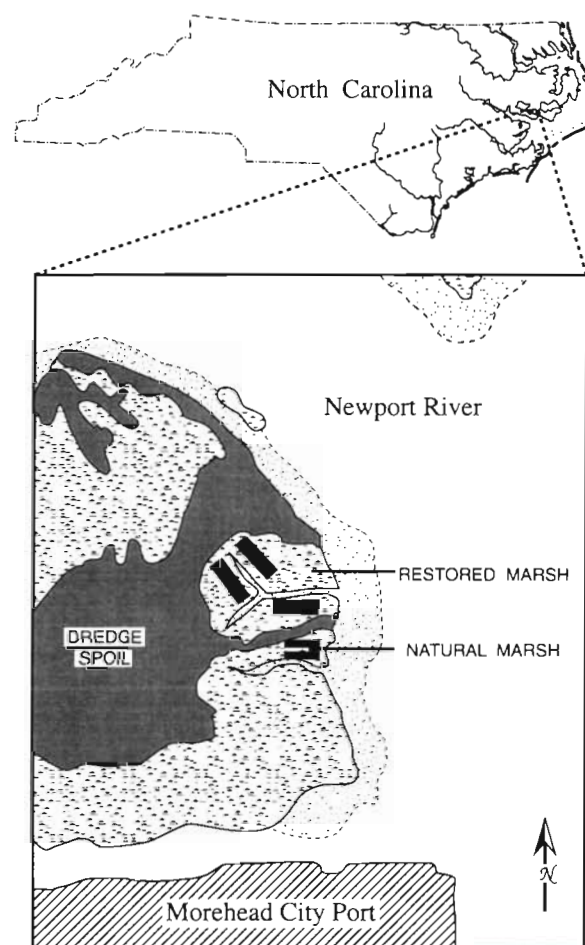 North Carolina
Newport River
RESTORED MARSH
DREDGE
SPOIL
NATURAL MARSH
N
Morehead City Port